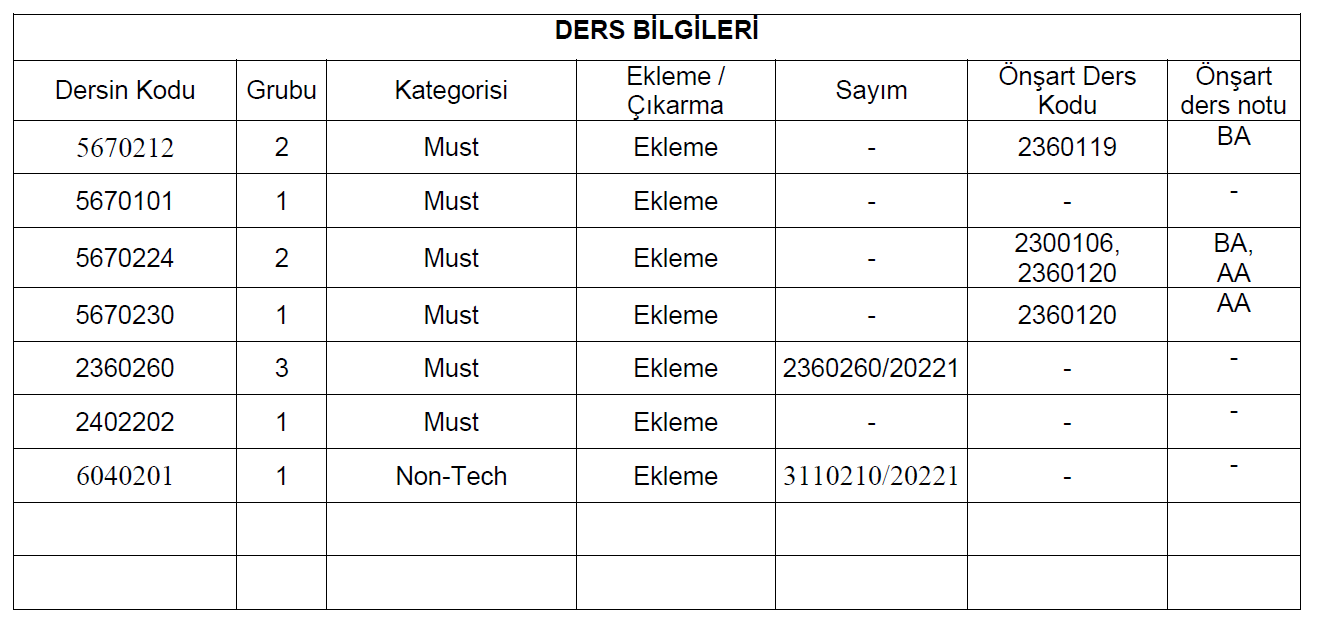 DERS BİLGİLERİ
Dersin Kodu Grubu Kategorisi Ekleme / Çıkarma Sayım Önşart Ders Kodu Önşart ders notu
5670212 2 Must Ekleme - 2360119 BA
5670101 1 Must Ekleme - - -
5670224 2 Must Ekleme - 2300106, 2360120 BA, AA
5670230 1 Must Ekleme - 2360120 AA
2360260 3 Must Ekleme 2360260/20221 - -
2402202 1 Must Ekleme - - -
6040201 1 Non-Tech Ekleme 3110210/20221 - -